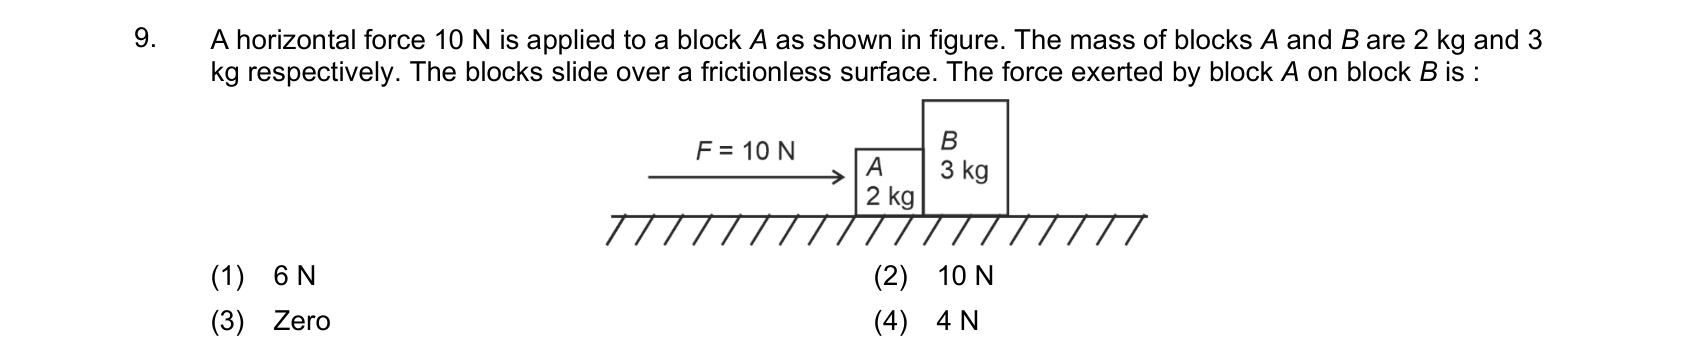 9. A horizontal force 10 N is applied to a block A as shown in figure. The mass of blocks A and B are 2 kg and 3
kg respectively. The blocks slide over a frictionless surface. The force exerted by block A on block B is :
F = 10 N
A
2 kg
B
3 kg
(1) 6 N
(2) 10 N
(3) Zero
(4) 4 N